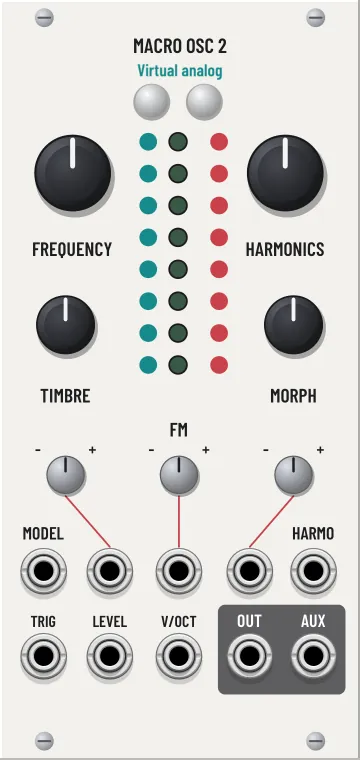 MACRO OSC 2
Virtual analog
FREQUENCY HARMONICS
TIMBRE MORPH
FM
- + - + - +
MODEL HARMO
TRIG LEVEL V/OCT OUT AUX